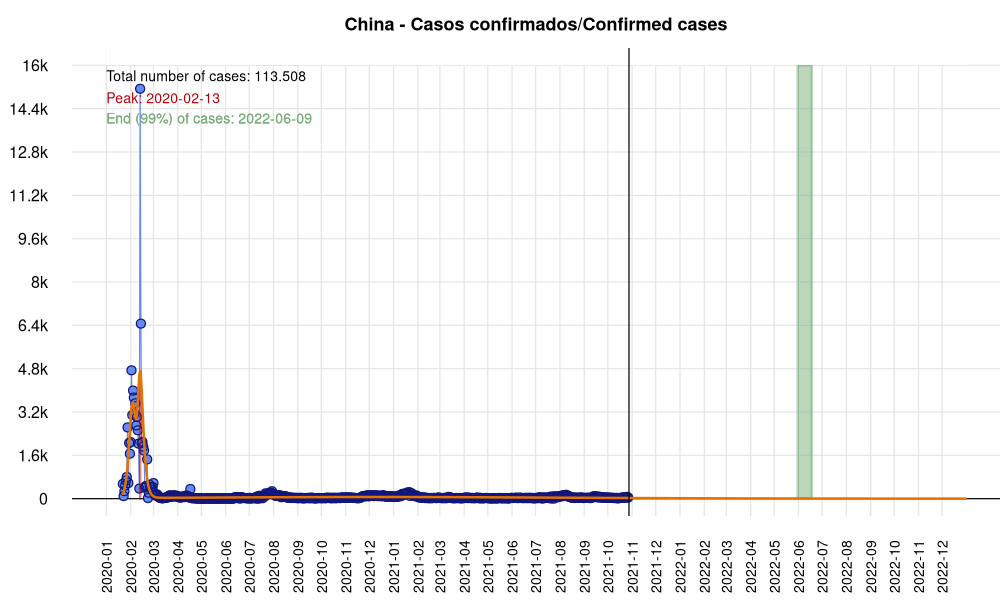 China - Casos confirmados/Confirmed cases
Total number of cases: 113.508
Peak: 2020-02-13
End (99%) of cases: 2022-06-09
16k
14.4k
12.8k
11.2k
9.6k
8k
6.4k
4.8k
3.2k
1.6k
0
2020-01
2020-02
2020-03
2020-04
2020-05
2020-06
2020-07
2020-08
2020-09
2020-10
2020-11
2020-12
2021-01
2021-02
2021-03
2021-04
2021-05
2021-06
2021-07
2021-08
2021-09
2021-10
2021-11
2021-12
2022-01
2022-02
2022-03
2022-04
2022-05
2022-06
2022-07
2022-08
2022-09
2022-10
2022-11
2022-12